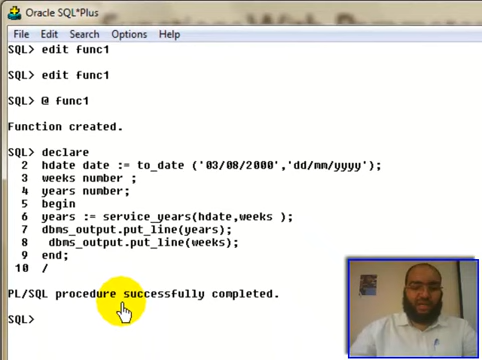 Oracle SQL*Plus
File Edit Search Options Help
SQL> edit func1
SQL> edit func1
SQL> @ func1
Function created.
SQL> declare
2 hdate date := to_date ('03/08/2000','dd/mm/yyyy');
3 weeks number ;
4 years number;
5 begin
6 years := service_years(hdate,weeks );
7 dbms_output.put_line(years);
8 dbms_output.put_line(weeks);
9 end;
10 /
PL/SQL procedure successfully completed.
SQL>